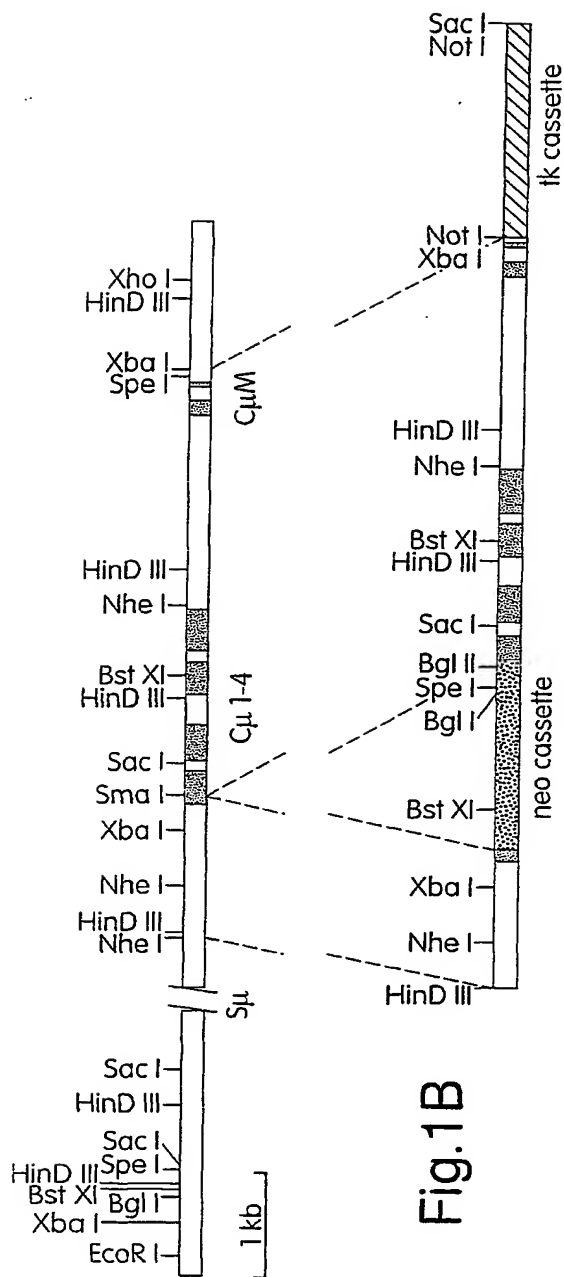 Xho I
HinD III
Xba I
Spe I
CμM
HinD III
Nhe I
Bst XI
HinD III
Cμ 1-4
Sac I
Sma I
Xba I
Nhe I
HinD III
Nhe I
Sμ
Sac I
HinD III
Sac I
Spe I
HinD III
Bst XI
Bgl I
Xba I
EcoR I
1 kb
Sac I
Not I
tk cassette
Not I
Xba I
HinD III
Nhe I
Bst XI
HinD III
Sac I
Bgl II
Spe I
Bgl I
neo cassette
Bst XI
Xba I
Nhe I
HinD III
Fig.1B